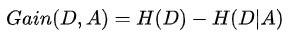 Gain(D, A) = H(D) − H(D|A)